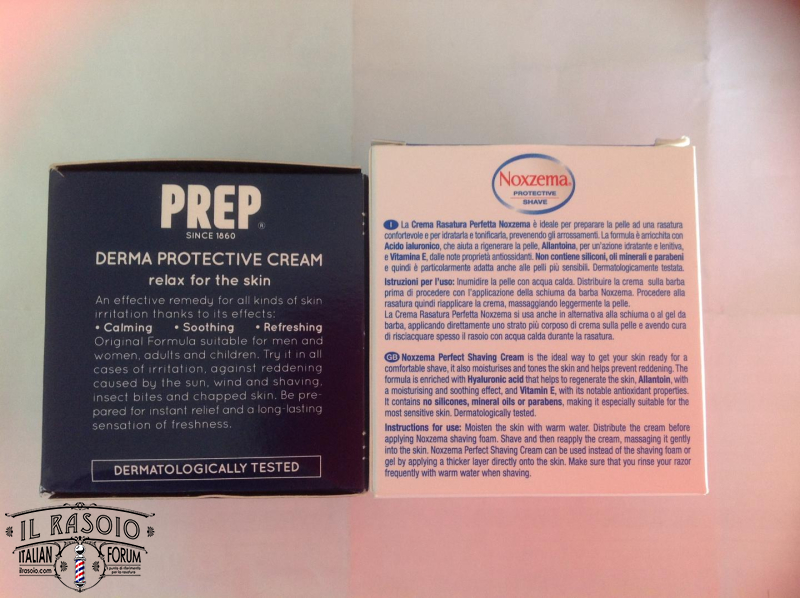 PREP®
SINCE 1860
DERMA PROTECTIVE CREAM
relax for the skin
An effective remedy for all kinds of skin
irritation thanks to its effects:
• Calming • Soothing • Refreshing
Original Formula suitable for men and
women, adults and children. Try it in all
cases of irritation, against reddening
caused by the sun, wind and shaving,
insect bites and chapped skin. Be pre-
pared for instant relief and a long-lasting
sensation of freshness.
DERMATOLOGICALLY TESTED
Noxzema®
PROTECTIVE
SHAVE
I La Crema Rasatura Perfetta Noxzema è ideale per preparare la pelle ad una rasatura
confortevole e per idratarla e tonificarla, prevenendo gli arrossamenti. La formula è arricchita con
Acido ialuronico, che aiuta a rigenerare la pelle, Allantoina, per un'azione idratante e lenitiva,
e Vitamina E, dalle note proprietà antiossidanti. Non contiene siliconi, oli minerali e parabeni
e quindi è particolarmente adatta anche alle pelli più sensibili. Dermatologicamente testata.
Istruzioni per l'uso: Inumidire la pelle con acqua calda. Distribuire la crema sulla barba
prima di procedere con l'applicazione della schiuma da barba Noxzema. Procedere alla
rasatura quindi riapplicare la crema, massaggiando leggermente la pelle.
La Crema Rasatura Perfetta Noxzema si usa anche in alternativa alla schiuma o al gel da
barba, applicando direttamente uno strato più corposo di crema sulla pelle e avendo cura
di risciacquare spesso il rasoio con acqua calda durante la rasatura.
GB Noxzema Perfect Shaving Cream is the ideal way to get your skin ready for a
comfortable shave, it also moisturises and tones the skin and helps prevent reddening. The
formula is enriched with Hyaluronic acid that helps to regenerate the skin, Allantoin, with
a moisturising and soothing effect, and Vitamin E, with its notable antioxidant properties.
It contains no silicones, mineral oils or parabens, making it especially suitable for the
most sensitive skin. Dermatologically tested.
Instructions for use: Moisten the skin with warm water. Distribute the cream before
applying Noxzema shaving foam. Shave and then reapply the cream, massaging it gently
into the skin. Noxzema Perfect Shaving Cream can be used instead of the shaving foam or
gel by applying a thicker layer directly onto the skin. Make sure that you rinse your razor
frequently with warm water when shaving.
IL RASOIO
ITALIAN FORUM
ilrasoio.com
il punto di riferimento
per la rasatura